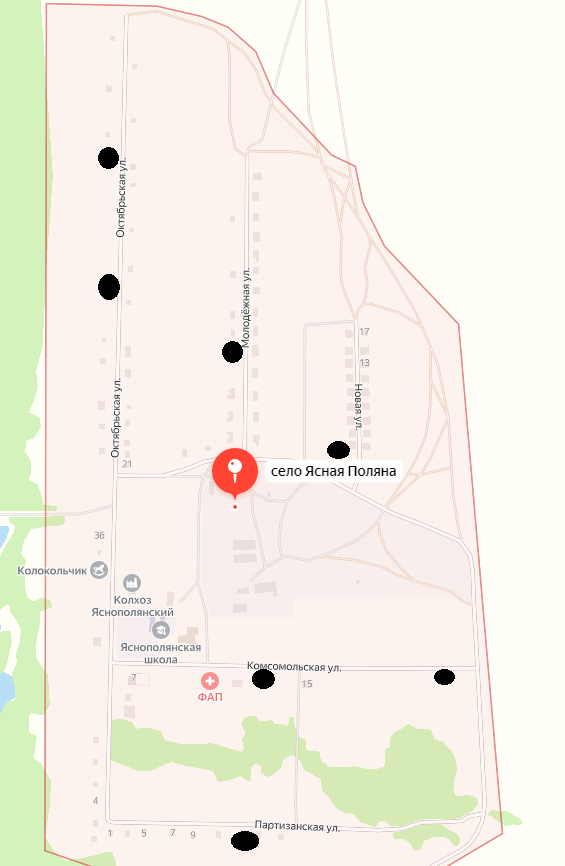 Октябрьская ул.
Молодёжная ул.
17
13
Новая ул.
Октябрьская ул.
21
село Ясная Поляна
36
Колокольчик
Колхоз
Яснополянский
Яснополянская
школа
Комсомольская ул.
7
ФАП
15
4
Партизанская ул.
1
5
7
9